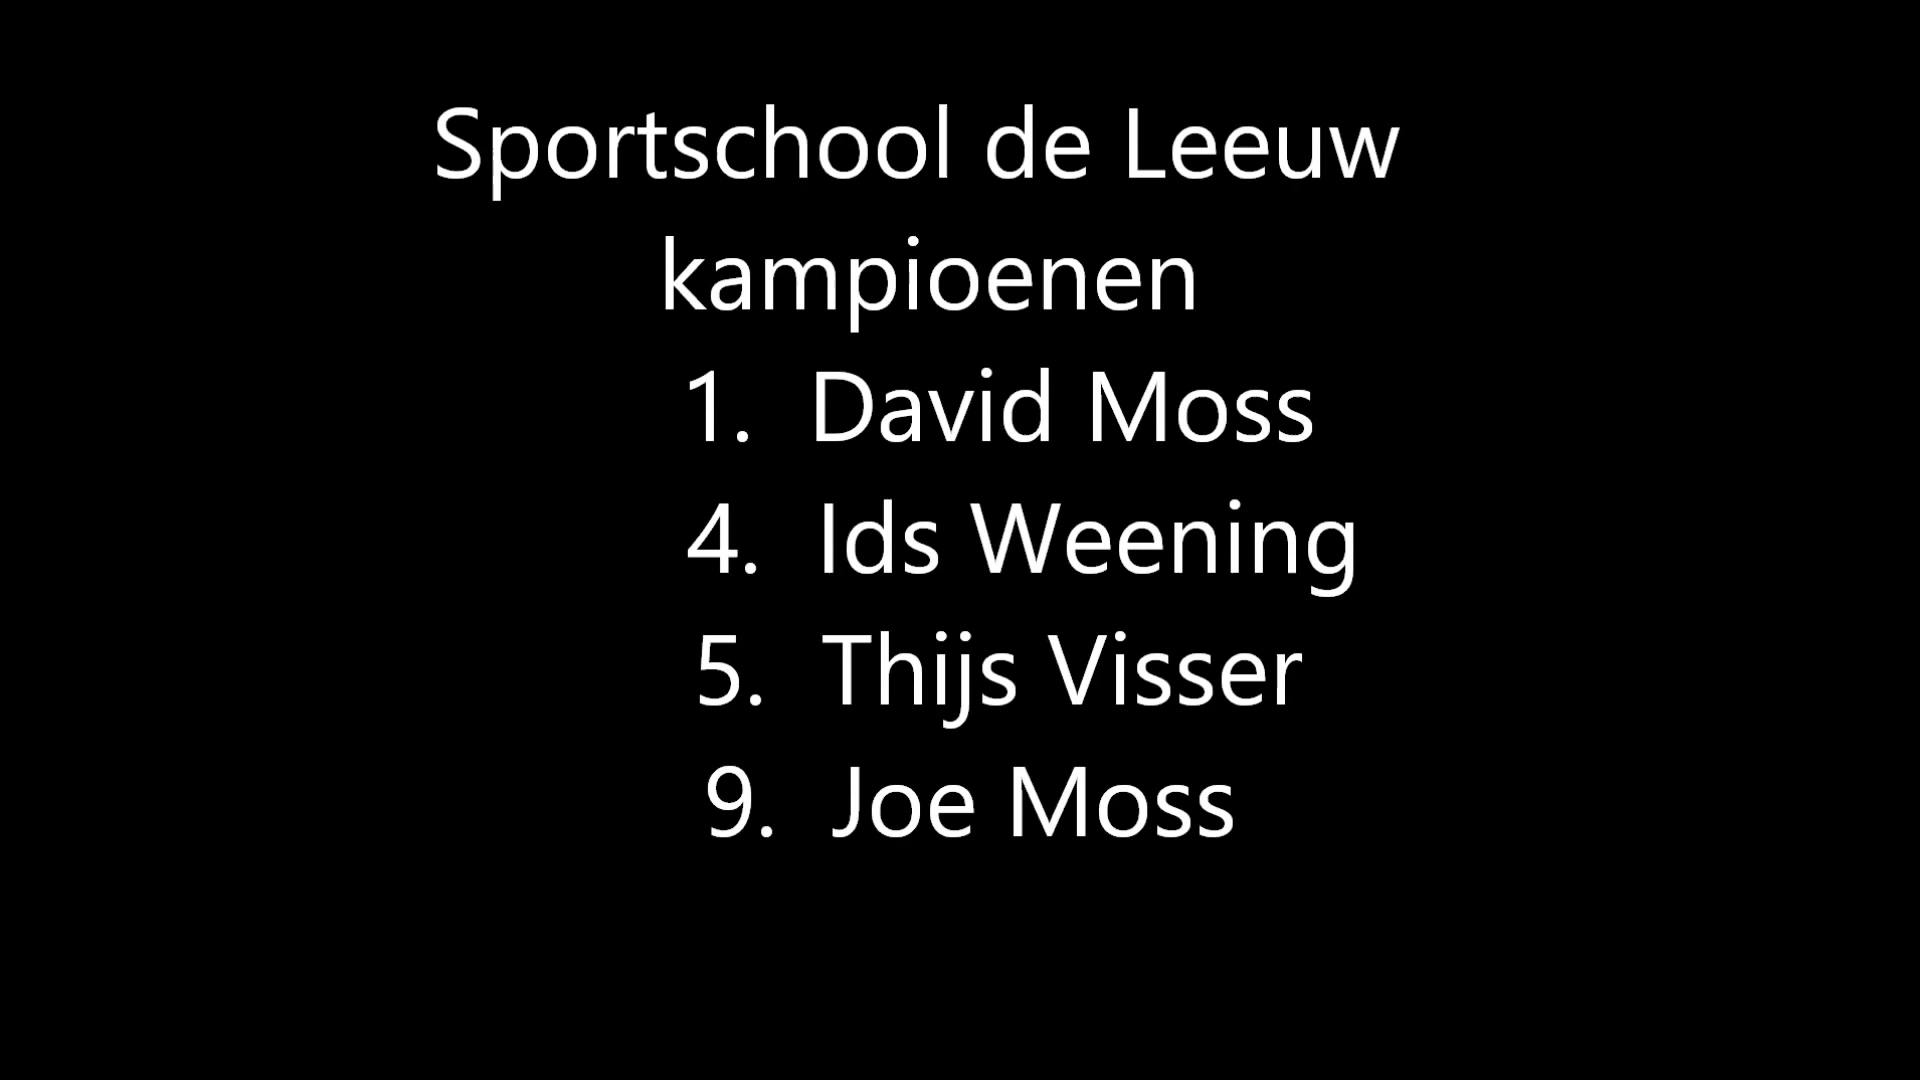 Sportschool de Leeuw
kampioenen
1. David Moss
4. Ids Weening
5. Thijs Visser
9. Joe Moss